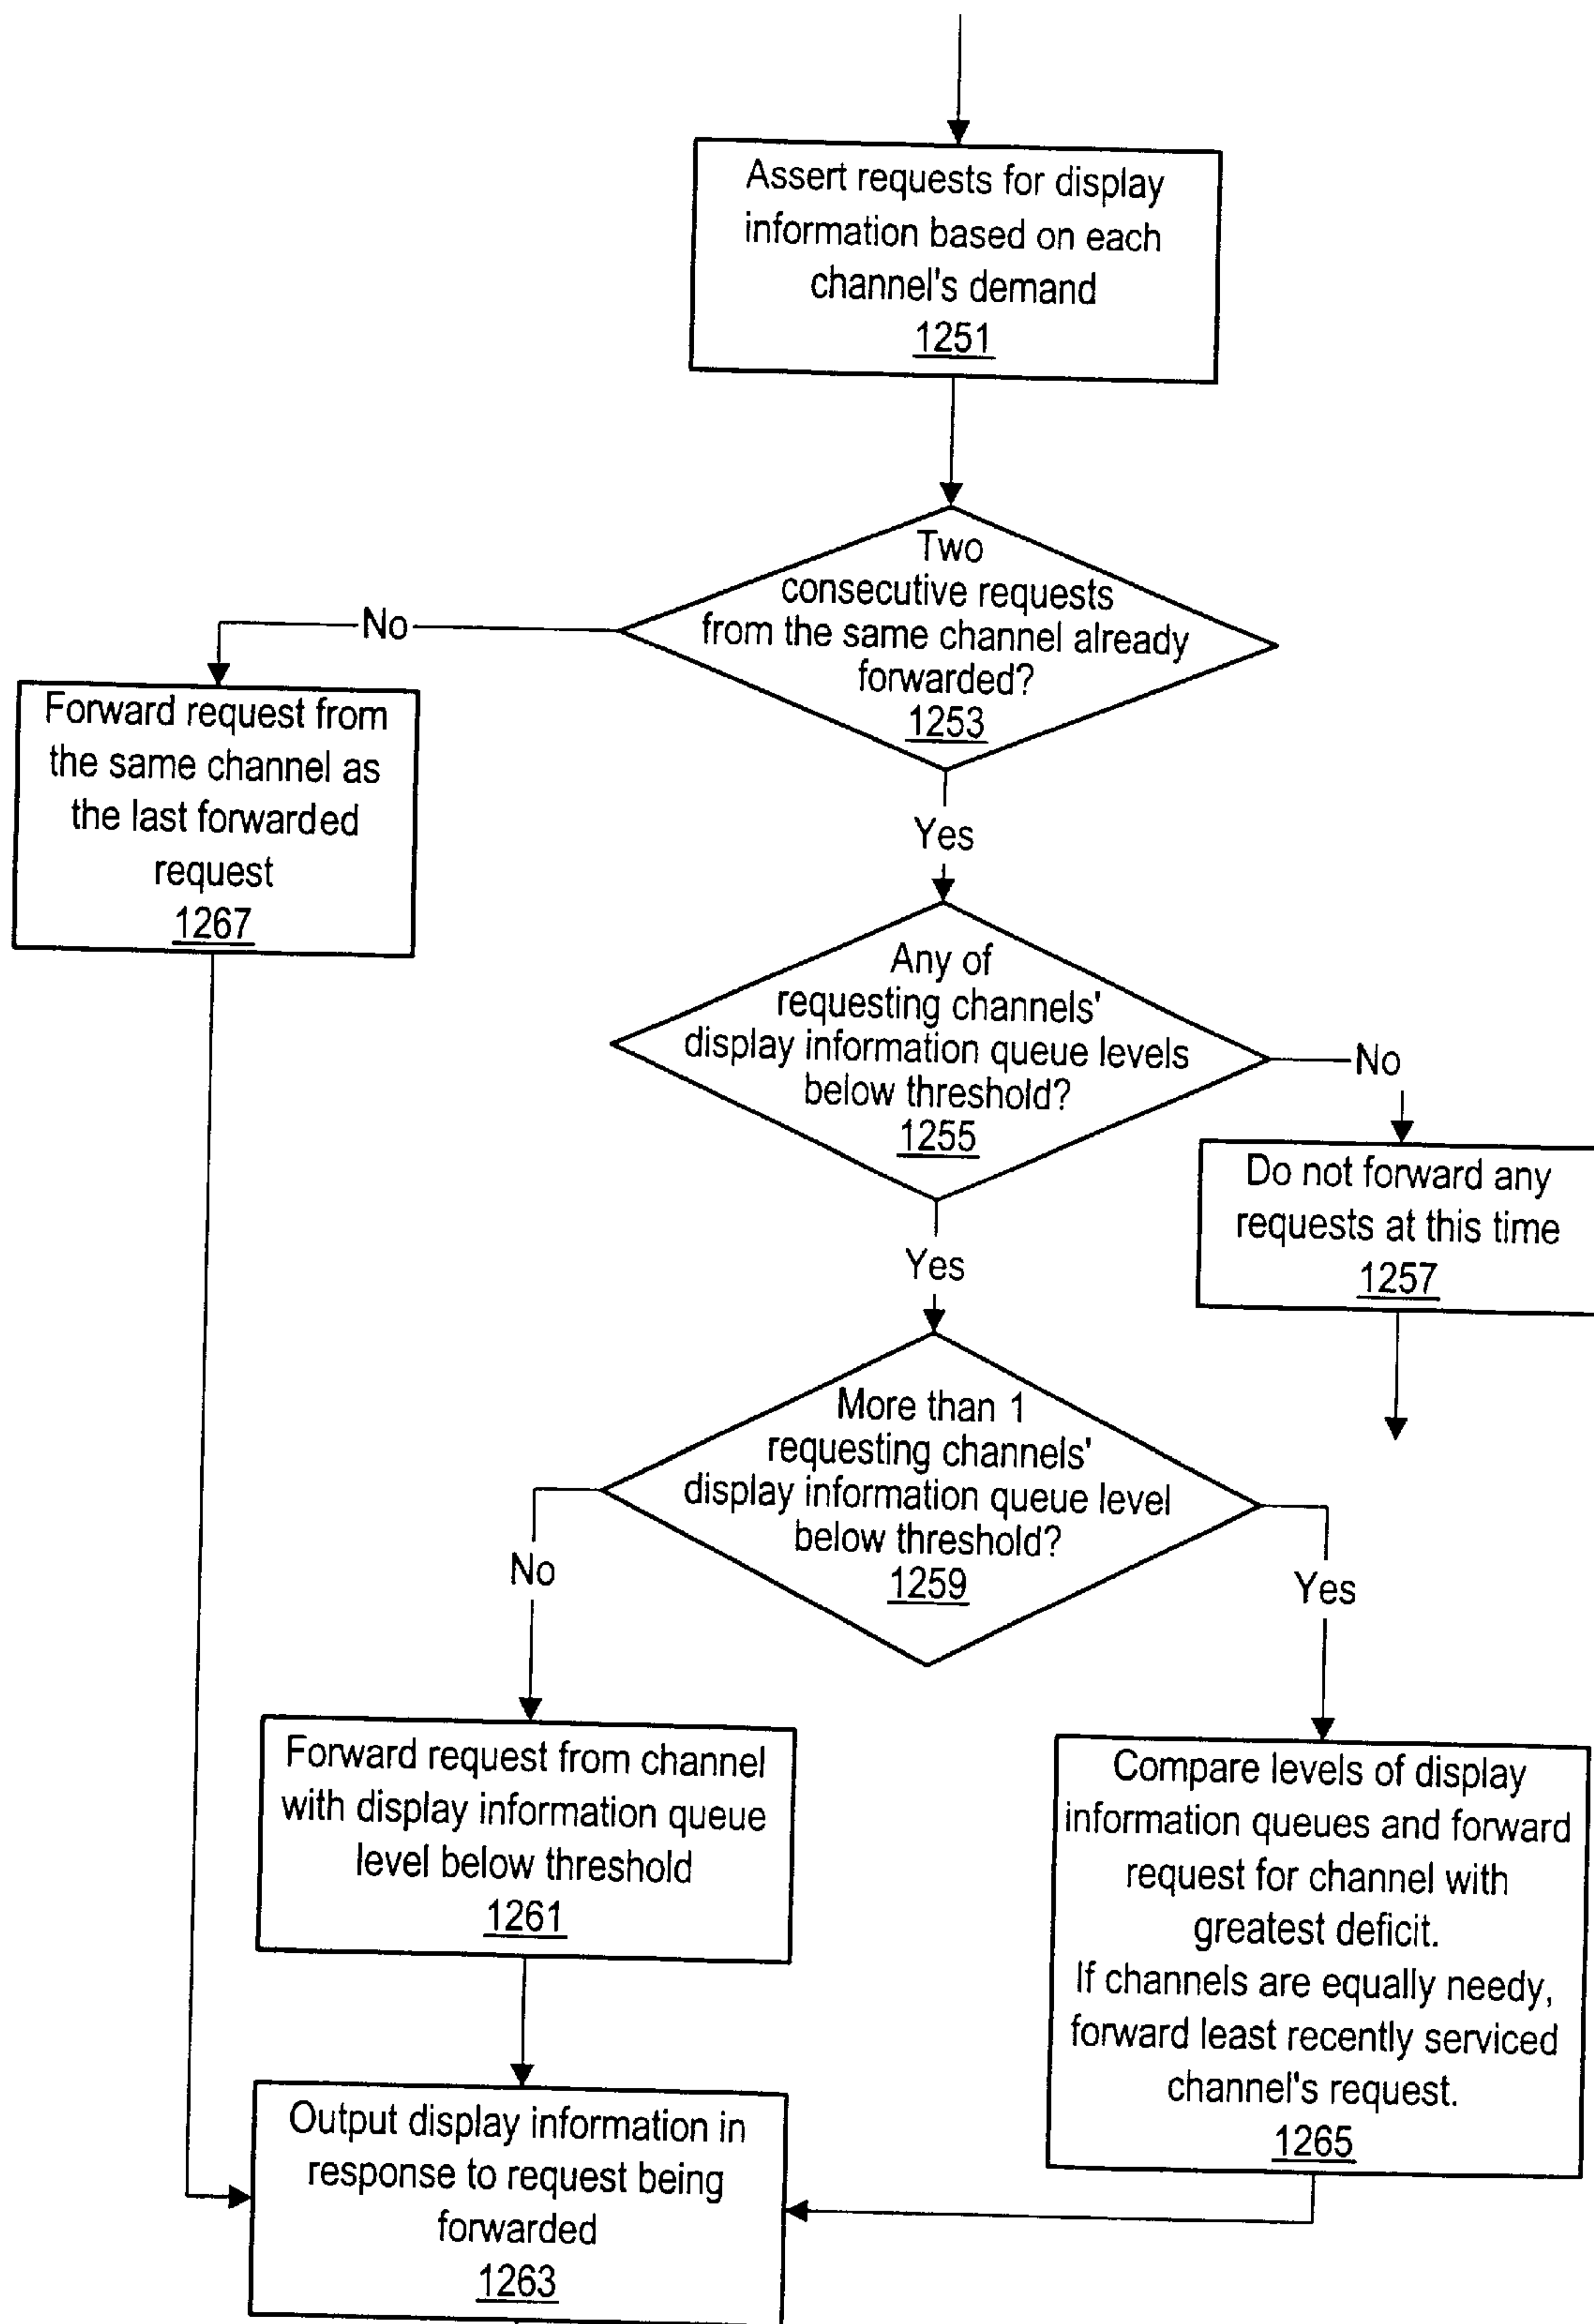 Assert requests for display
information based on each
channel's demand
1251
Two
consecutive requests
from the same channel already
forwarded?
1253
No
Yes
Forward request from
the same channel as
the last forwarded
request
1267
Any of
requesting channels'
display information queue levels
below threshold?
1255
No
Yes
Do not forward any
requests at this time
1257
More than 1
requesting channels'
display information queue level
below threshold?
1259
No
Yes
Forward request from channel
with display information queue
level below threshold
1261
Compare levels of display
information queues and forward
request for channel with
greatest deficit.
If channels are equally needy,
forward least recently serviced
channel's request.
1265
Output display information in
response to request being
forwarded
1263